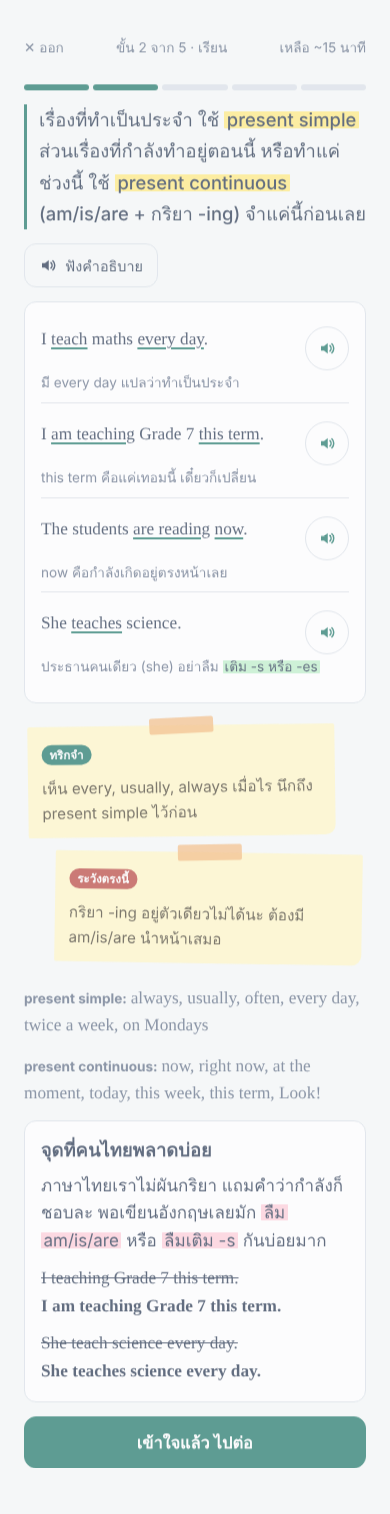 ✕ ออก
ขั้น 2 จาก 5 · เรียน
เหลือ ~15 นาที
เรื่องที่ทำเป็นประจำ ใช้ present simple
ส่วนเรื่องที่กำลังทำอยู่ตอนนี้ หรือทำแค่
ช่วงนี้ ใช้ present continuous
(am/is/are + กริยา -ing) จำแค่นี้ก่อนเลย
ฟังคำอธิบาย
I teach maths every day.
มี every day แปลว่าทำเป็นประจำ
I am teaching Grade 7 this term.
this term คือแค่เทอมนี้ เดี๋ยวก็เปลี่ยน
The students are reading now.
now คือกำลังเกิดอยู่ตรงหน้าเลย
She teaches science.
ประธานคนเดียว (she) อย่าลืม เติม -s หรือ -es
ทริกจำ
เห็น every, usually, always เมื่อไร นึกถึง
present simple ไว้ก่อน
ระวังตรงนี้
กริยา -ing อยู่ตัวเดียวไม่ได้นะ ต้องมี
am/is/are นำหน้าเสมอ
present simple: always, usually, often, every day,
twice a week, on Mondays
present continuous: now, right now, at the
moment, today, this week, this term, Look!
จุดที่คนไทยพลาดบ่อย
ภาษาไทยเราไม่ผันกริยา แถมคำว่ากำลังก็
ชอบละ พอเขียนอังกฤษเลยมัก ลืม
am/is/are หรือ ลืมเติม -s กันบ่อยมาก
I teaching Grade 7 this term.
I am teaching Grade 7 this term.
She teach science every day.
She teaches science every day.
เข้าใจแล้ว ไปต่อ